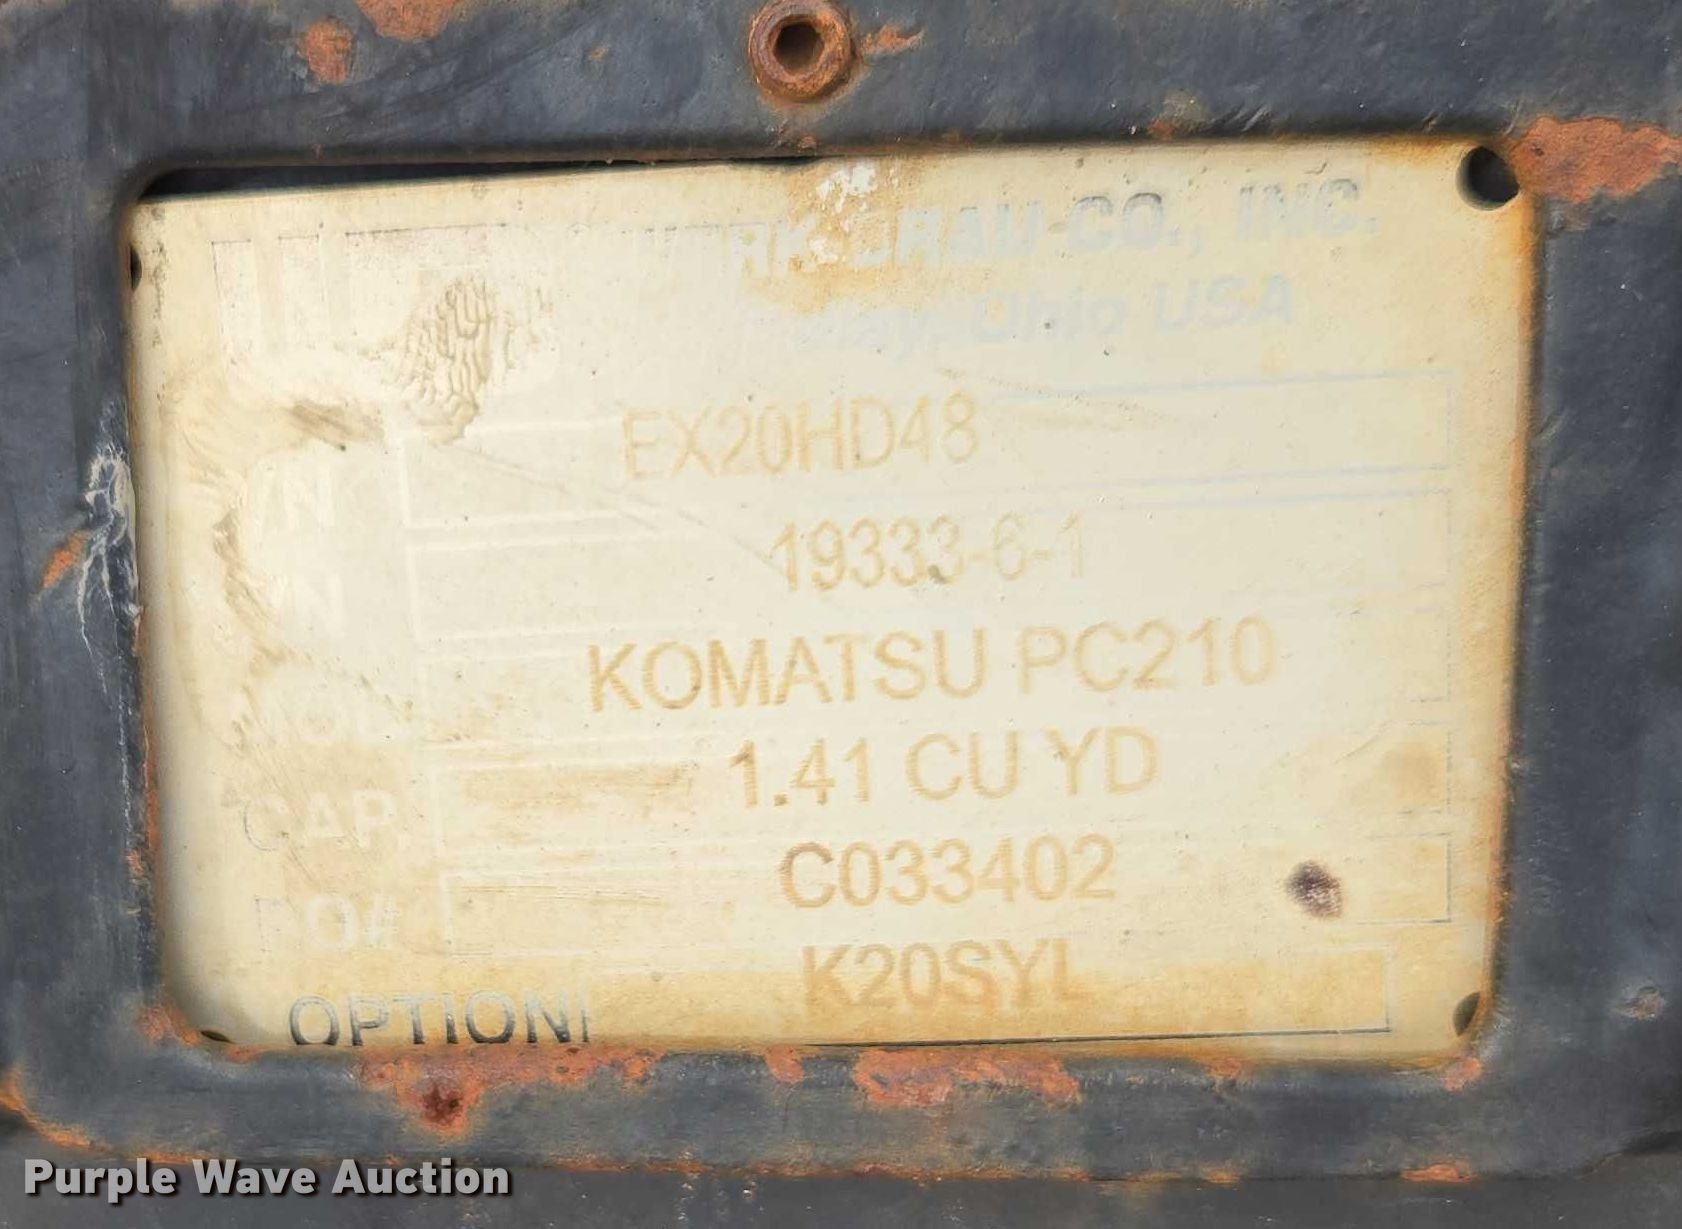 CO., INC.
Ohio USA
EX20HD48
19333-6-1
KOMATSU PC210
CAP. 1.41 CU YD
PO# C033402
OPTION K20SYL
Purple Wave Auction